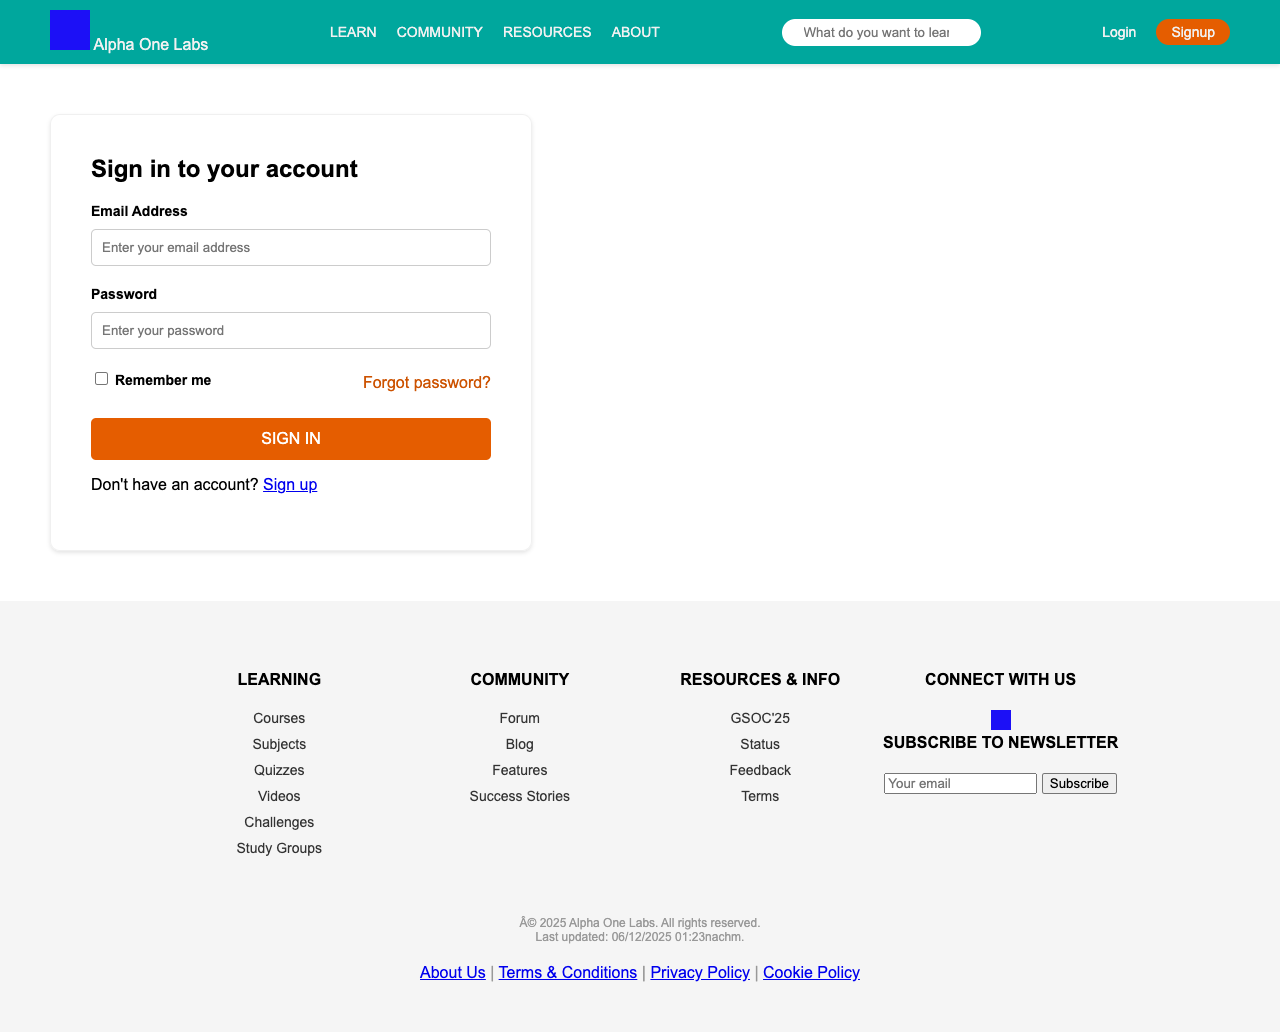 Alpha One Labs
LEARN COMMUNITY RESOURCES ABOUT
What do you want to lear
Login Signup
Sign in to your account
Email Address
Enter your email address
Password
Enter your password
Remember me Forgot password?
SIGN IN
Don't have an account? Sign up
LEARNING
Courses
Subjects
Quizzes
Videos
Challenges
Study Groups
COMMUNITY
Forum
Blog
Features
Success Stories
RESOURCES & INFO
GSOC'25
Status
Feedback
Terms
CONNECT WITH US
SUBSCRIBE TO NEWSLETTER
Your email Subscribe
Â© 2025 Alpha One Labs. All rights reserved.
Last updated: 06/12/2025 01:23nachm.
About Us | Terms & Conditions | Privacy Policy | Cookie Policy